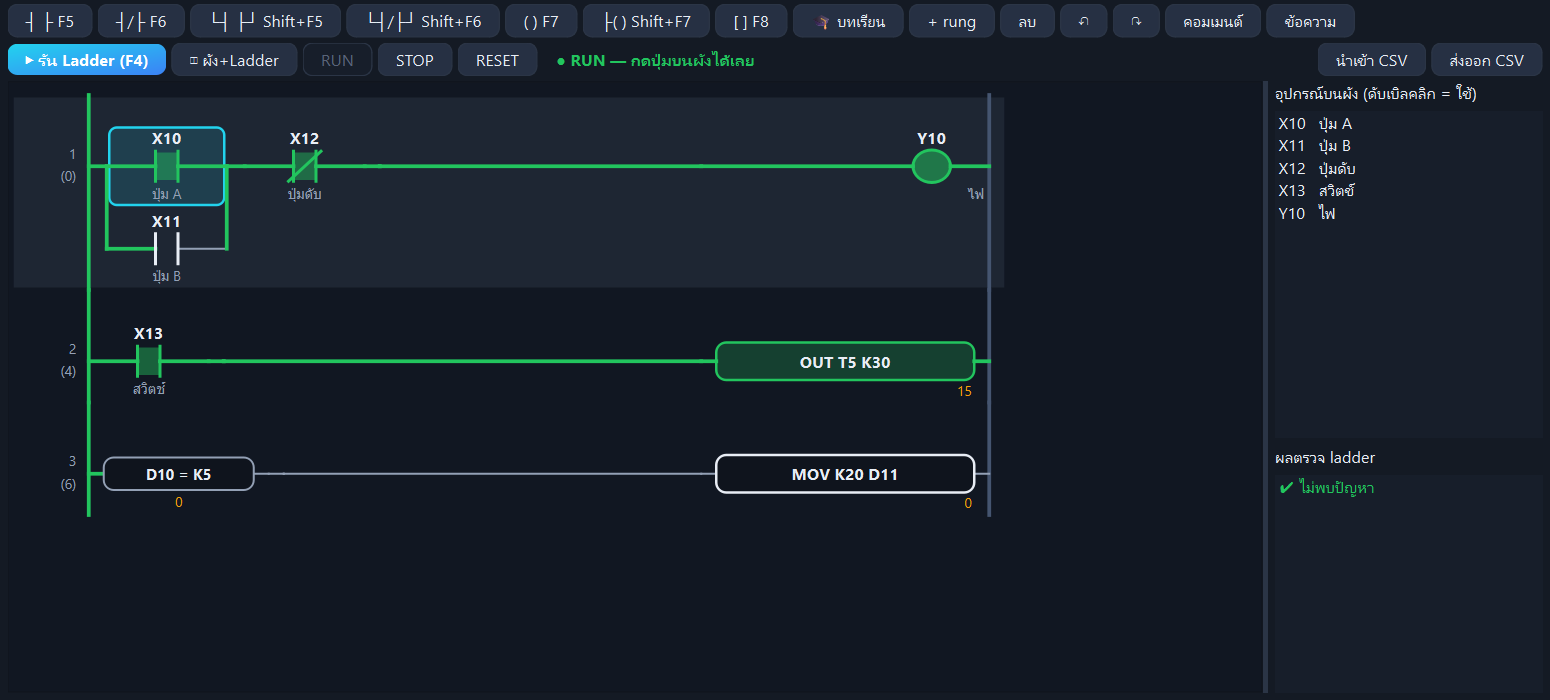 ┤ ├ F5
┤/├ F6
└┤ ├┘ Shift+F5
└┤/├┘ Shift+F6
( ) F7
├( ) Shift+F7
[ ] F8
บทเรียน
+ rung
ลบ
คอมเมนต์
ข้อความ
▶ รัน Ladder (F4)
ผัง+Ladder
RUN
STOP
RESET
● RUN — กดปุ่มบนผังได้เลย
นำเข้า CSV
ส่งออก CSV
1
(0)
X10
ปุ่ม A
X12
ปุ่มดับ
Y10
ไฟ
X11
ปุ่ม B
2
(4)
X13
สวิตช์
OUT T5 K30
15
3
(6)
D10 = K5
0
MOV K20 D11
0
อุปกรณ์บนผัง (ดับเบิลคลิก = ใช้)
X10 ปุ่ม A
X11 ปุ่ม B
X12 ปุ่มดับ
X13 สวิตช์
Y10 ไฟ
ผลตรวจ ladder
✔ ไม่พบปัญหา